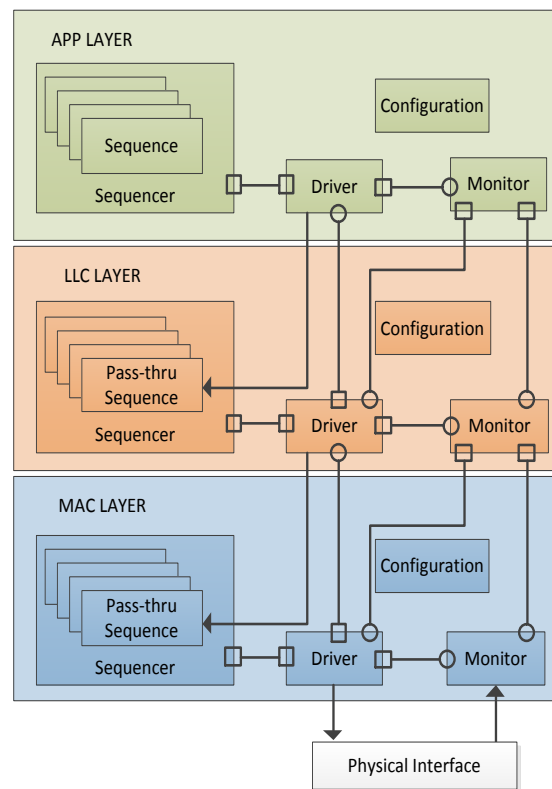 APP LAYER
Configuration
Sequence
Sequencer
Driver
Monitor
LLC LAYER
Configuration
Pass-thru
Sequence
Sequencer
Driver
Monitor
MAC LAYER
Configuration
Pass-thru
Sequence
Sequencer
Driver
Monitor
Physical Interface